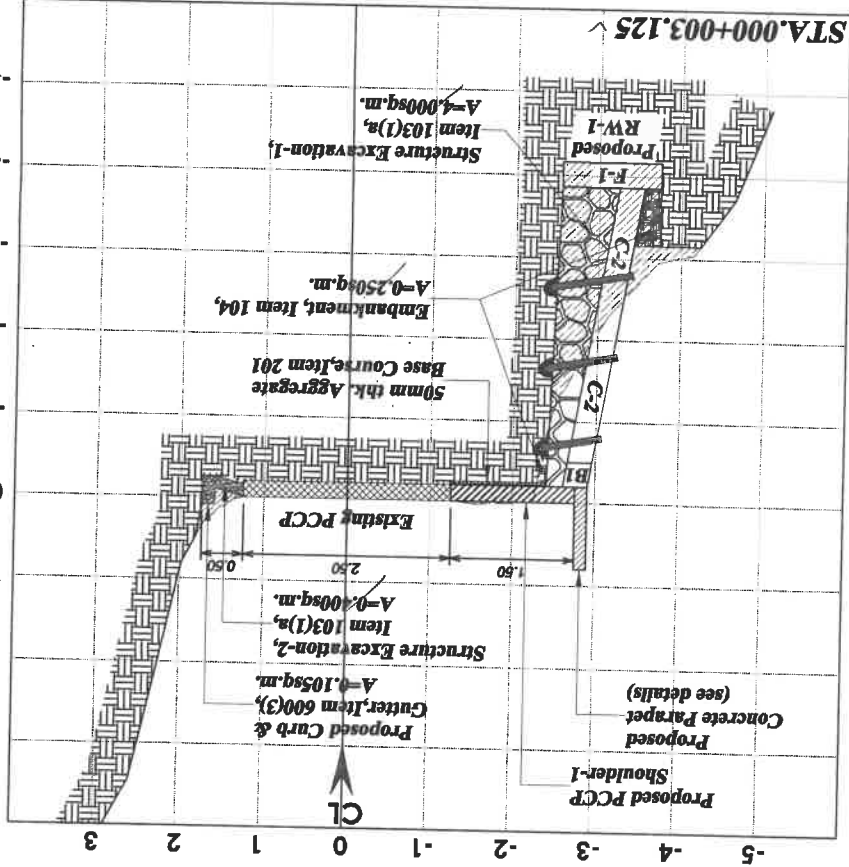 -5 -4 -3 -2 -1 0 1 2 3
CL
Proposed PCCP
Shoulder-1
Proposed
Concrete Parapet
(see details)
Proposed Curb &
Gutter,Item 600(3),
A=0.105sq.m.
Structure Excavation-2,
Item 103(1)a,
A=0.400sq.m.
1.50 2.50 0.50
Existing PCCP
B1
50mm thk. Aggregate
Base Course,Item 201
C-2
Embankment, Item 104,
A=0.250sq.m.
C-2
F-1
Proposed
RW-1
Structure Excavation-1,
Item 103(1)a,
A=4.000sq.m.
STA.000+003.125